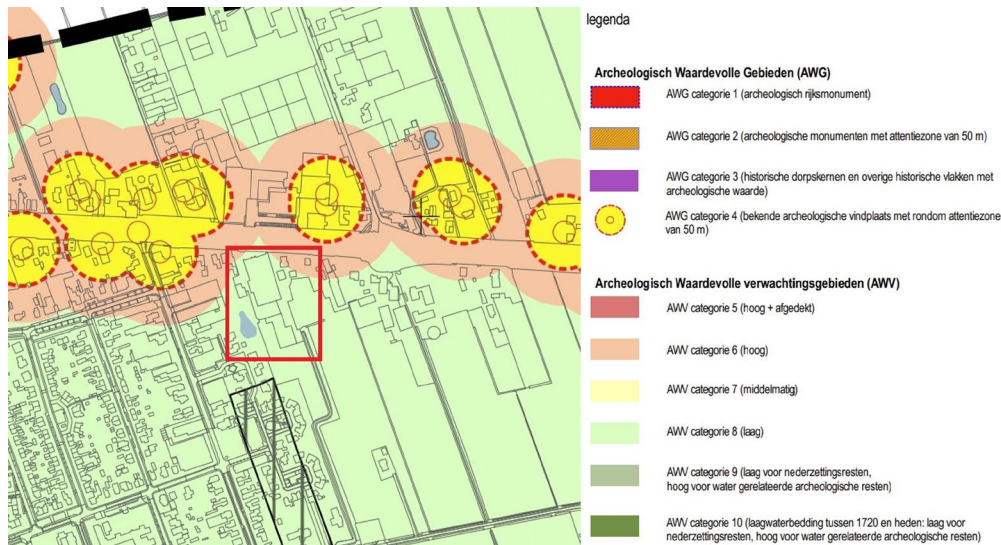 legenda
Archeologisch Waardevolle Gebieden (AWG)
AWG categorie 1 (archeologisch rijksmonument)
AWG categorie 2 (archeologische monumenten met attentiezone van 50 m)
AWG categorie 3 (historische dorpskernen en overige historische vlakken met
archeologische waarde)
AWG categorie 4 (bekende archeologische vindplaats met rondom attentiezone
van 50 m)
Archeologisch Waardevolle verwachtingsgebieden (AWV)
AWV categorie 5 (hoog + afgedekt)
AWV categorie 6 (hoog)
AWV categorie 7 (middelmatig)
AWV categorie 8 (laag)
AWV categorie 9 (laag voor nederzettingsresten,
hoog voor water gerelateerde archeologische resten)
AWV categorie 10 (laagwaterbedding tussen 1720 en heden: laag voor
nederzettingsresten, hoog voor water gerelateerde archeologische resten)